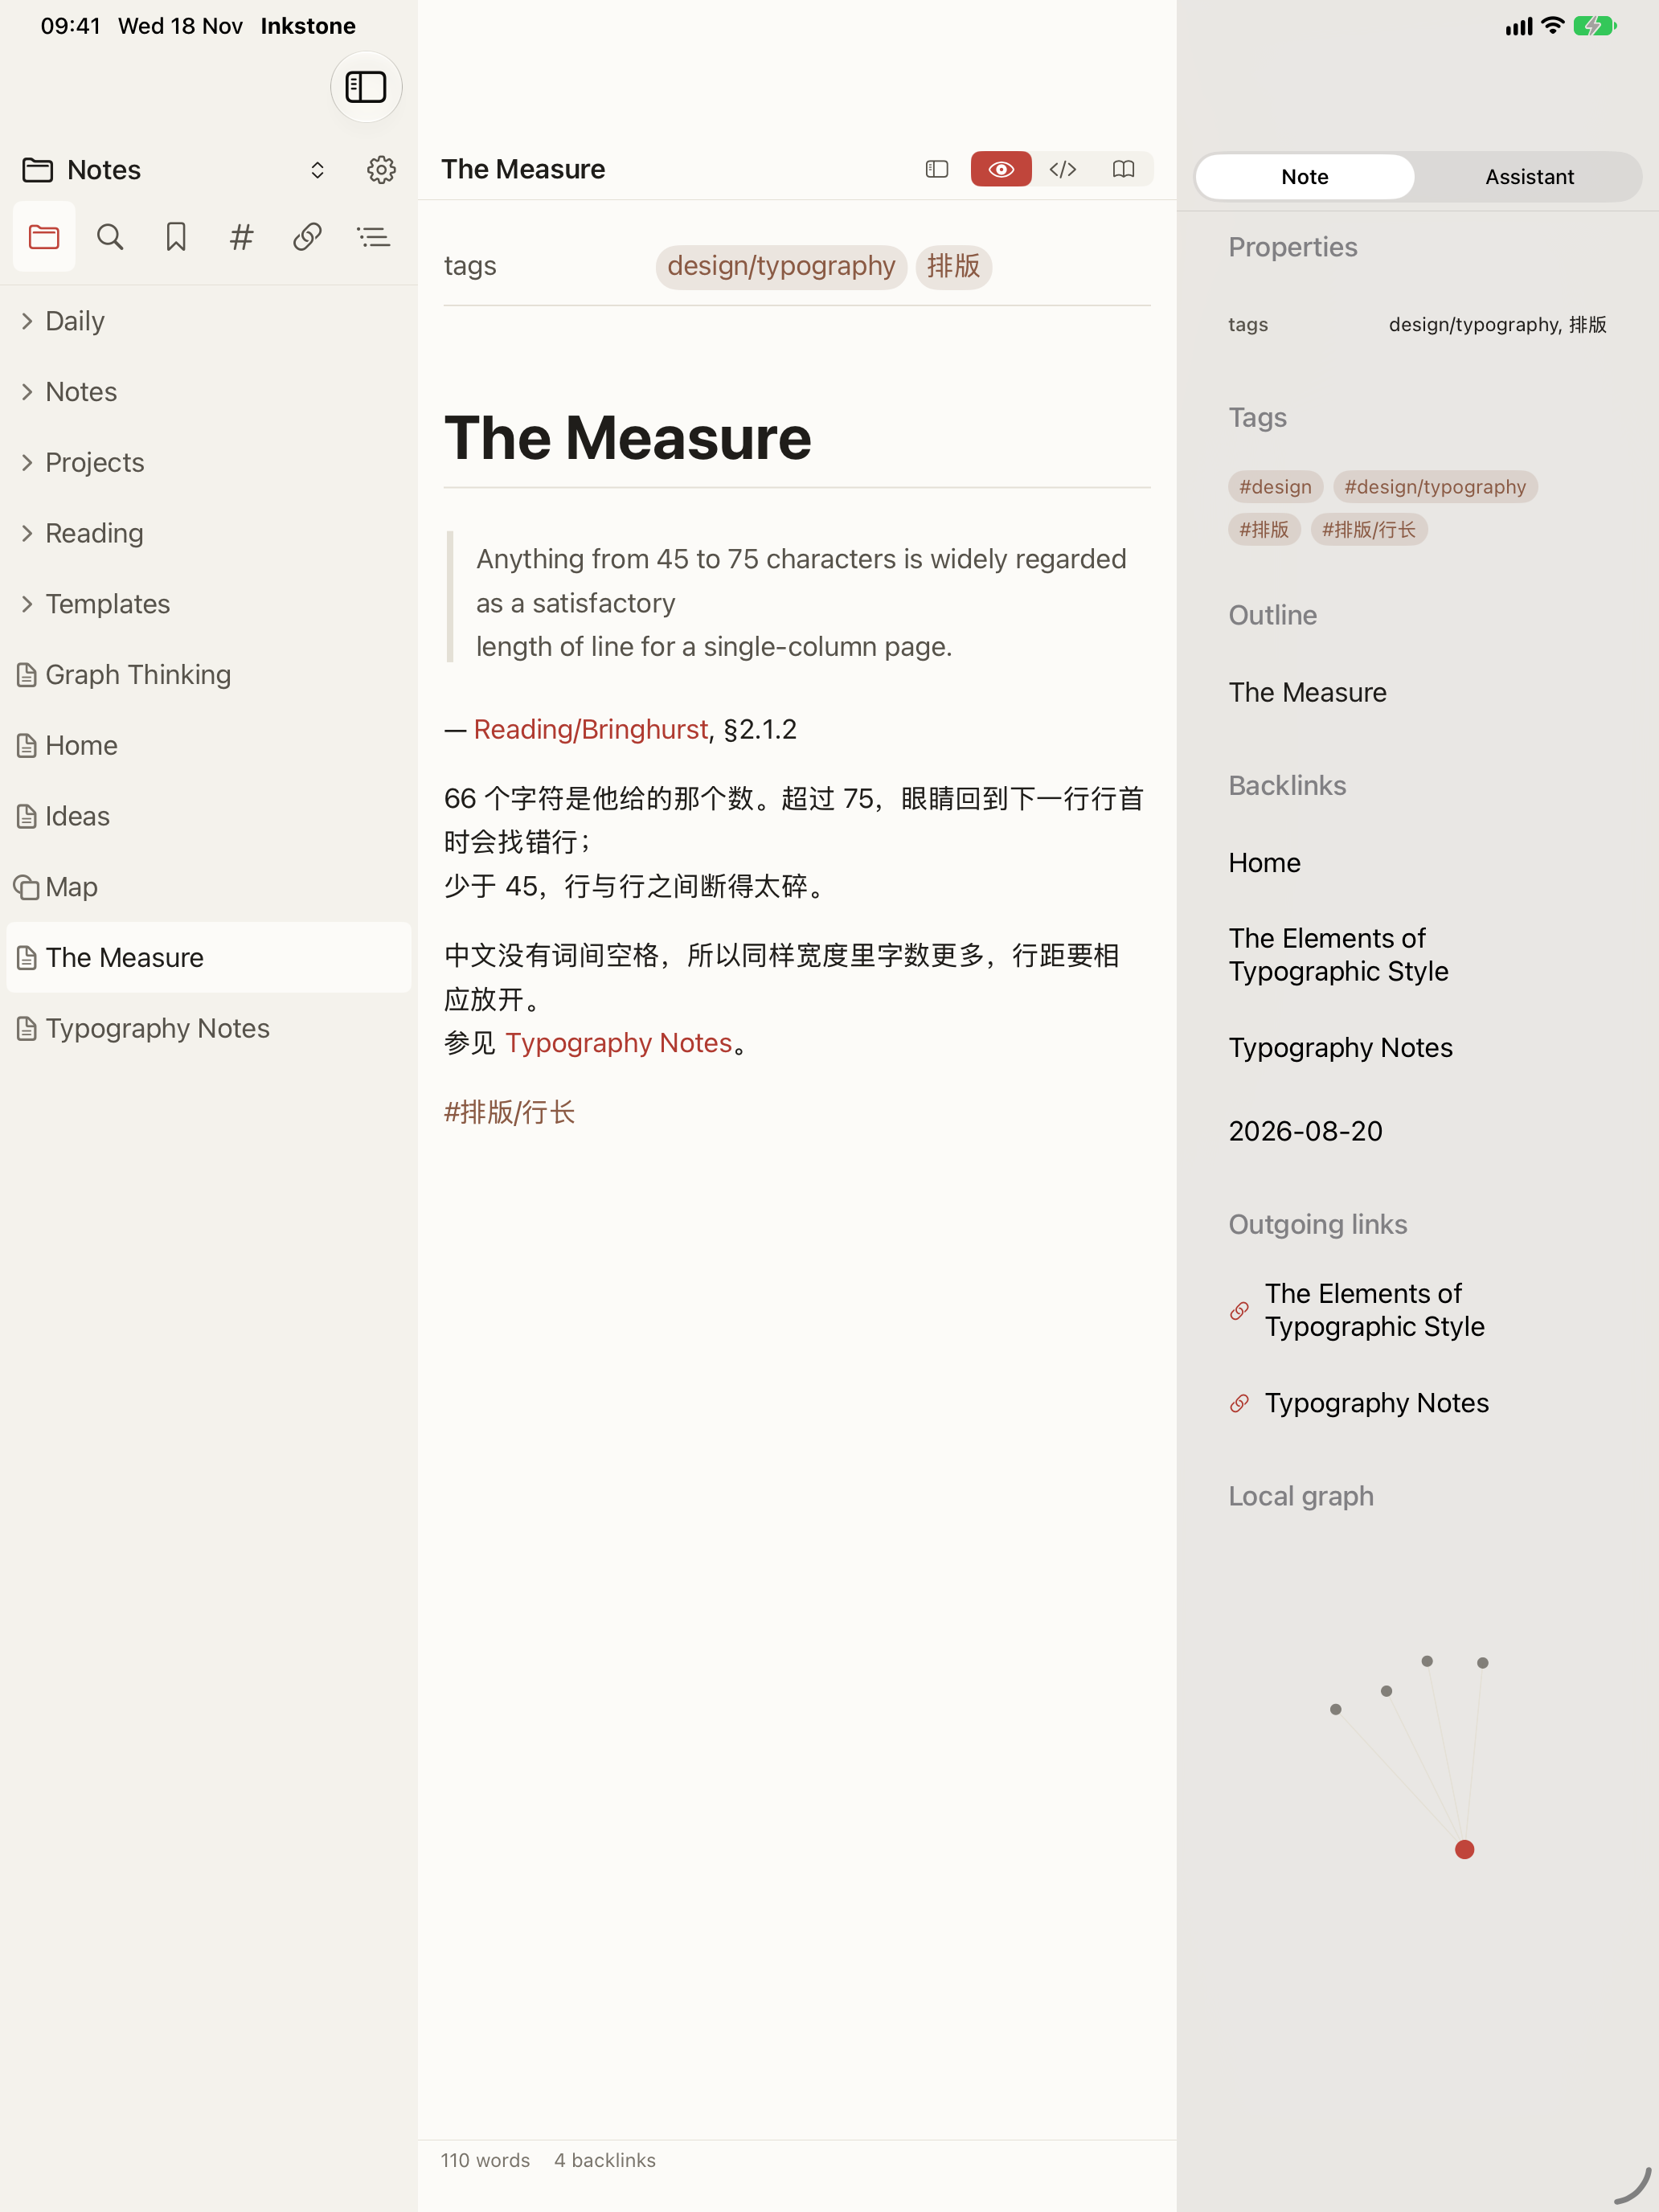 09:41 Wed 18 Nov Inkstone
Notes
Daily
Notes
Projects
Reading
Templates
Graph Thinking
Home
Ideas
Map
The Measure
Typography Notes
The Measure
tags design/typography 排版
The Measure
Anything from 45 to 75 characters is widely regarded
as a satisfactory
length of line for a single-column page.
— Reading/Bringhurst, §2.1.2
66 个字符是他给的那个数。超过 75，眼睛回到下一行行首
时会找错行；
少于 45，行与行之间断得太碎。
中文没有词间空格，所以同样宽度里字数更多，行距要相
应放开。
参见 Typography Notes。
#排版/行长
110 words 4 backlinks
Note Assistant
Properties
tags design/typography, 排版
Tags
#design #design/typography
#排版 #排版/行长
Outline
The Measure
Backlinks
Home
The Elements of
Typographic Style
Typography Notes
2026-08-20
Outgoing links
The Elements of
Typographic Style
Typography Notes
Local graph